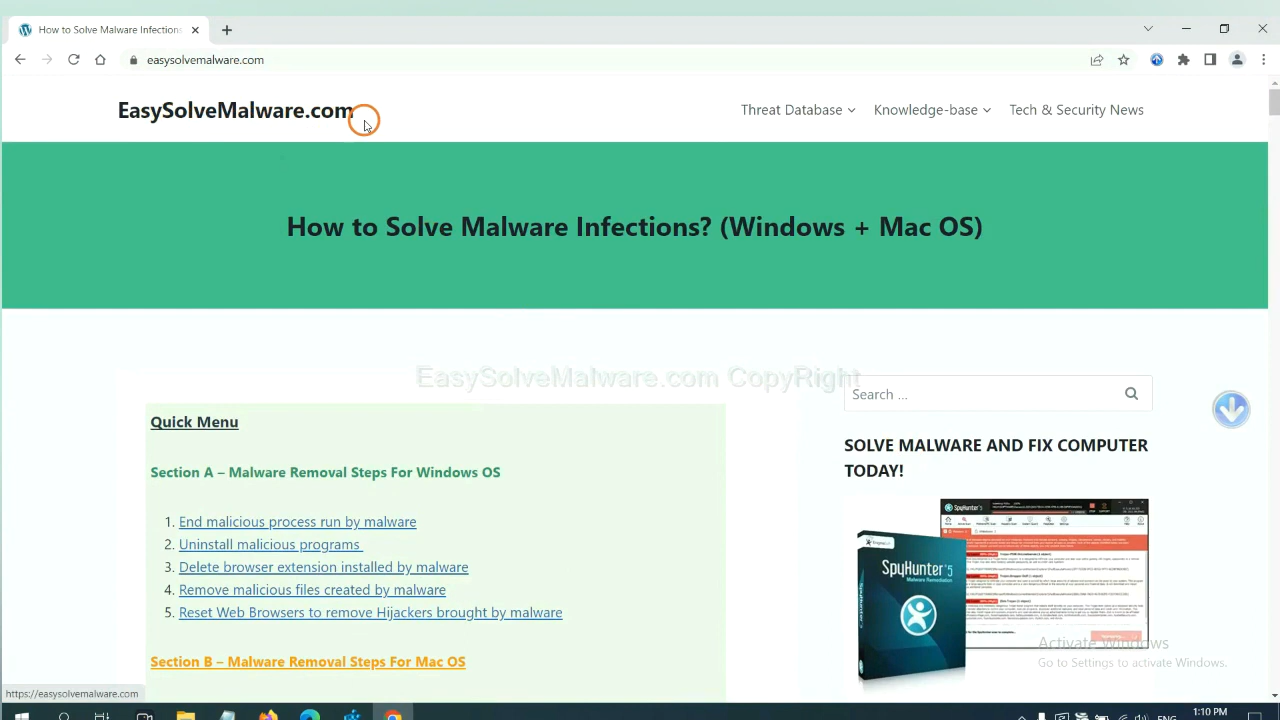 How to Solve Malware Infections
easysolvemalware.com
EasySolveMalware.com
Threat Database
Knowledge-base
Tech & Security News
How to Solve Malware Infections? (Windows + Mac OS)
EasySolveMalware.com CopyRight
Search ...
Quick Menu
SOLVE MALWARE AND FIX COMPUTER
TODAY!
Section A – Malware Removal Steps For Windows OS
1. End malicious process run by malware
2. Uninstall malicious programs
3. Delete browser extension installed by malware
4. Remove malicious files created by malware
5. Reset Web Browser to remove Hijackers brought by malware
Section B – Malware Removal Steps For Mac OS
SpyHunter 5
Malware Remediation
Activate Windows
Go to Settings to activate Windows.
https://easysolvemalware.com
ENG
1:10 PM